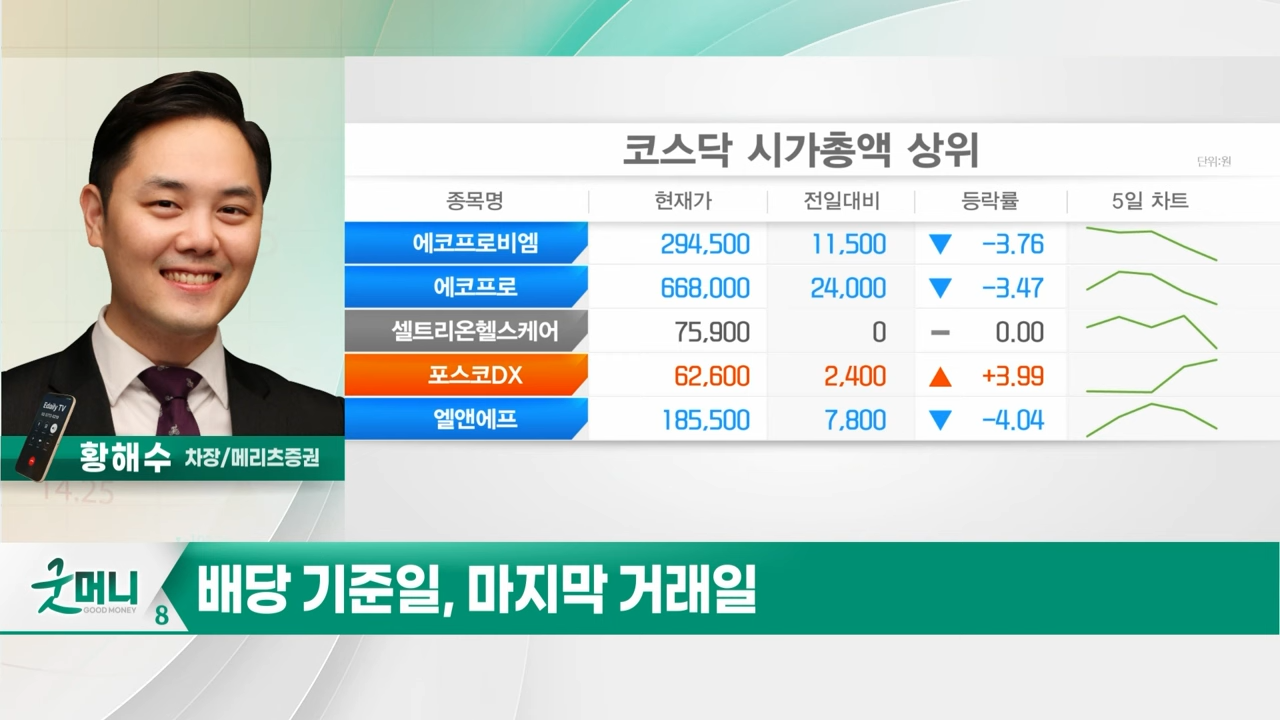 코스닥 시가총액 상위
단위:원
종목명 현재가 전일대비 등락률 5일 차트
에코프로비엠 294,500 11,500 ▼ -3.76
에코프로 668,000 24,000 ▼ -3.47
셀트리온헬스케어 75,900 0 - 0.00
포스코DX 62,600 2,400 ▲ +3.99
엘앤에프 185,500 7,800 ▼ -4.04
Edaily TV
황해수 차장/메리츠증권
14.25
굿머니
GOOD MONEY
8
배당 기준일, 마지막 거래일